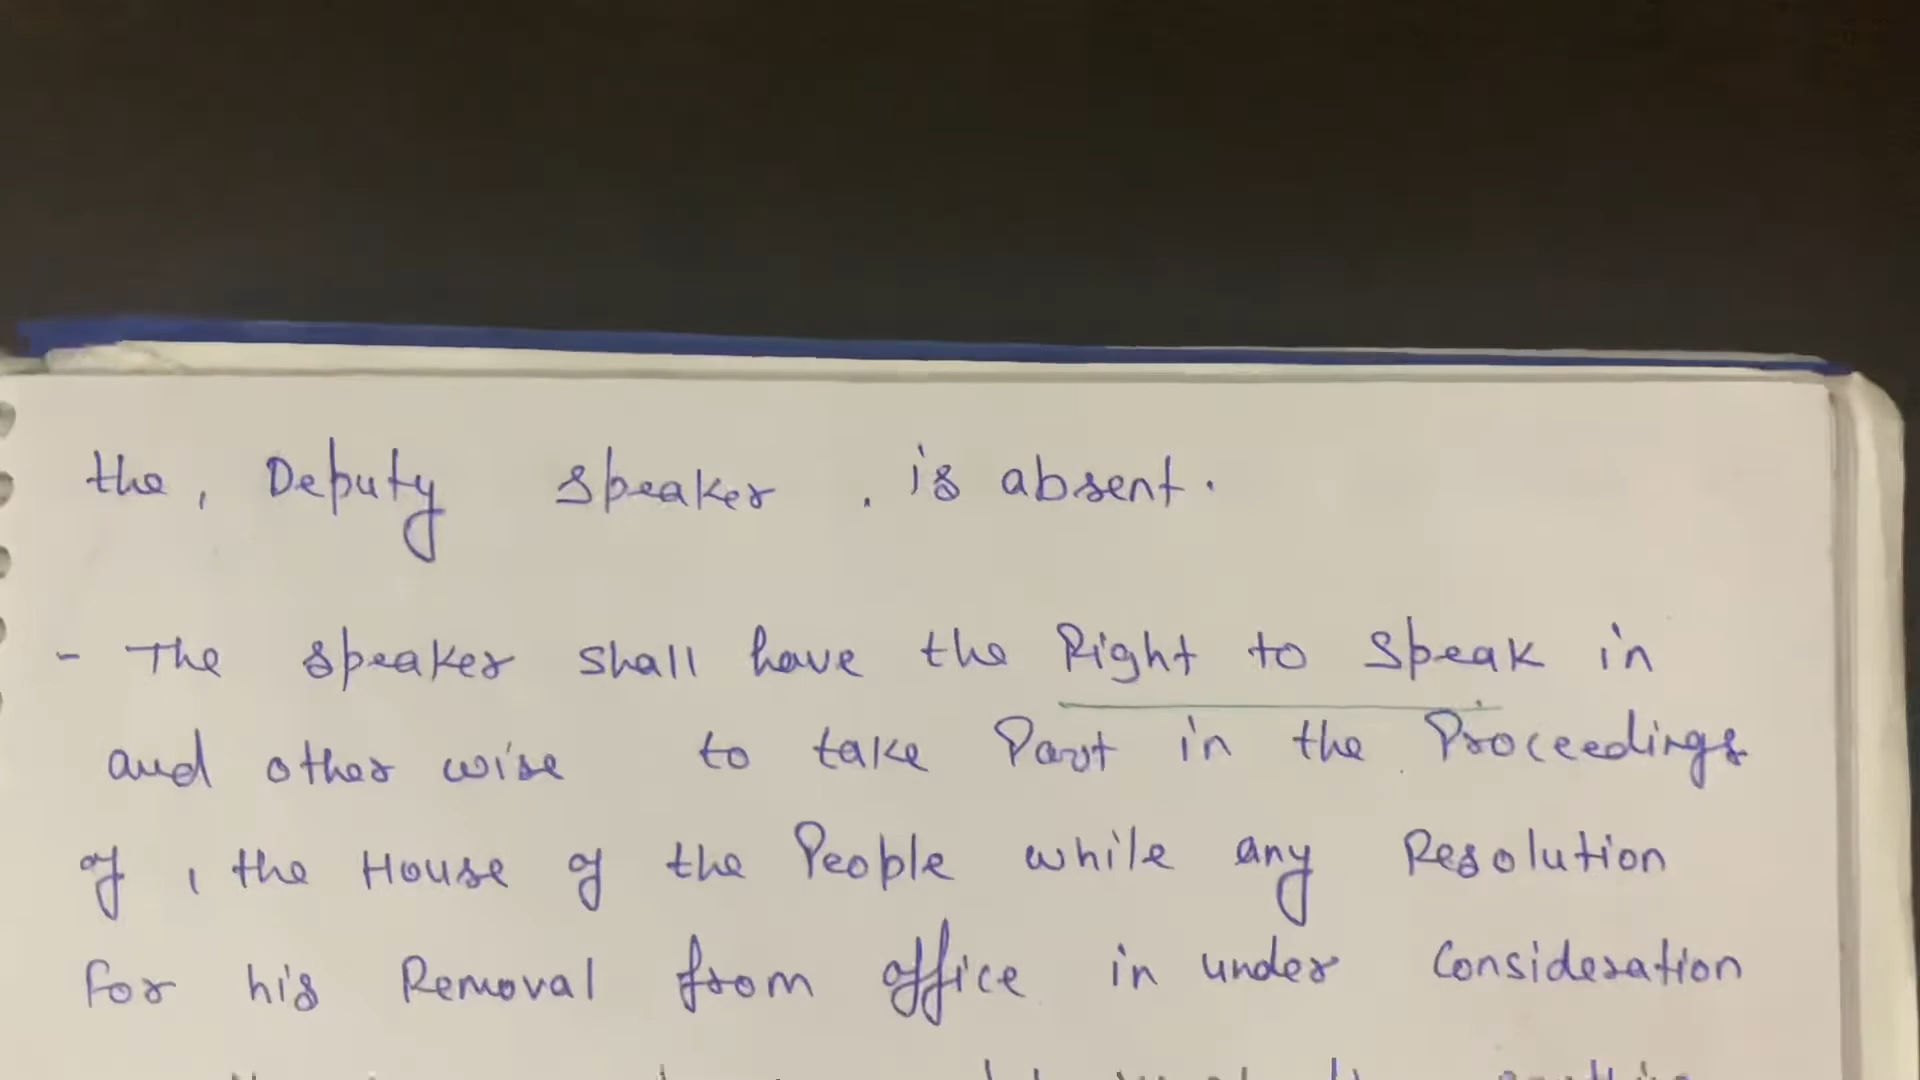 the, Deputy speaker . is absent.
- The speaker shall have the Right to Speak in
and other wise to take Part in the Proceedings
of, the House of the People while any Resolution
for his Removal from office in under Consideration